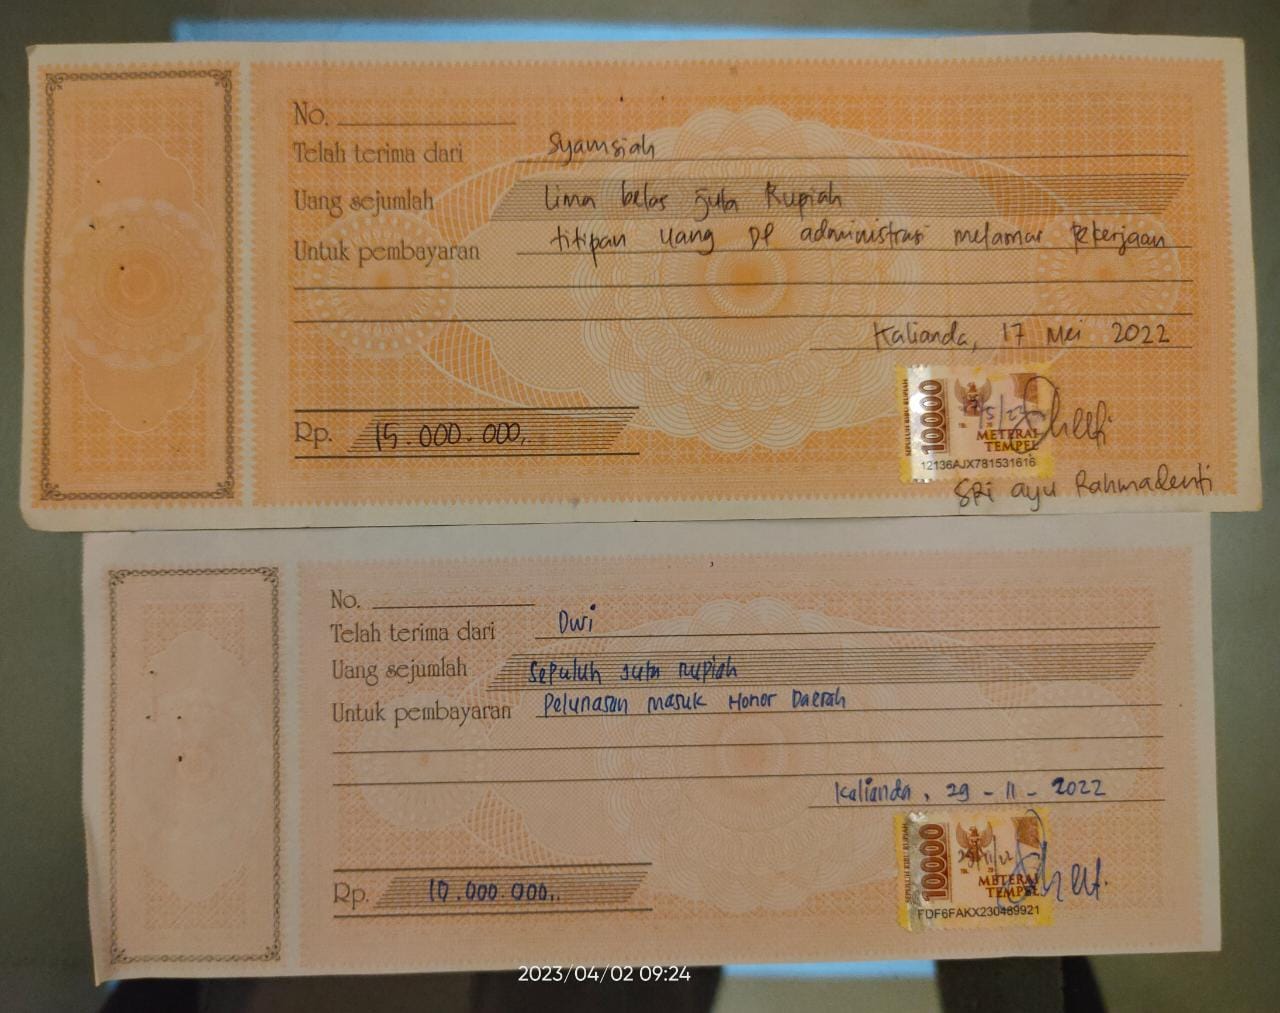 No.
Telah terima dari Syamsiah
Uang sejumlah Lima belas Juta Rupiah
Untuk pembayaran titipan uang DP administrasi melamar Pekerjaan
Kalianda, 17 Mei 2022
Rp. 15.000.000,.
SEPULUH RIBU RUPIAH
10000
TGL.
METERAI
TEMPEL
12136AJX781531616
SRi ayu Rahmadenti
No.
Telah terima dari Dwi
Uang sejumlah Sepuluh Juta rupiah
Untuk pembayaran Pelunasan masuk Honor Daerah
Kalianda, 29 - 11 - 2022
Rp. 10.000.000,.
SEPULUH RIBU RUPIAH
10000
TGL.
METERAI
TEMPEL
FDF6FAKX230489921
2023/04/02 09:24